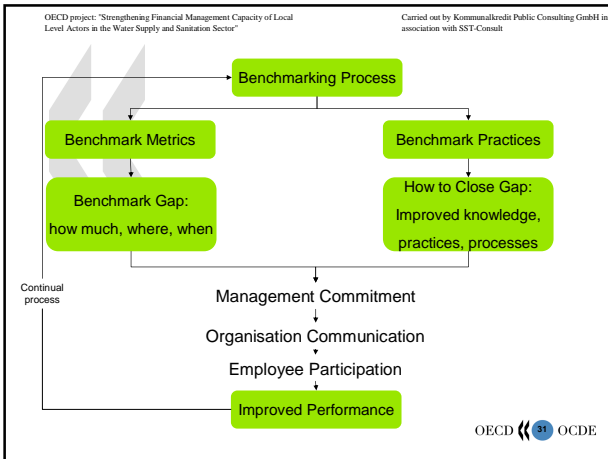 OECD project: "Strengthening Financial Management Capacity of Local
Level Actors in the Water Supply and Sanitation Sector"
Carried out by Kommunalkredit Public Consulting GmbH in
association with SST-Consult
Benchmarking Process
Benchmark Metrics
Benchmark Practices
Benchmark Gap:
how much, where, when
How to Close Gap:
Improved knowledge,
practices, processes
Continual
process
Management Commitment
Organisation Communication
Employee Participation
Improved Performance
OECD 31 OCDE